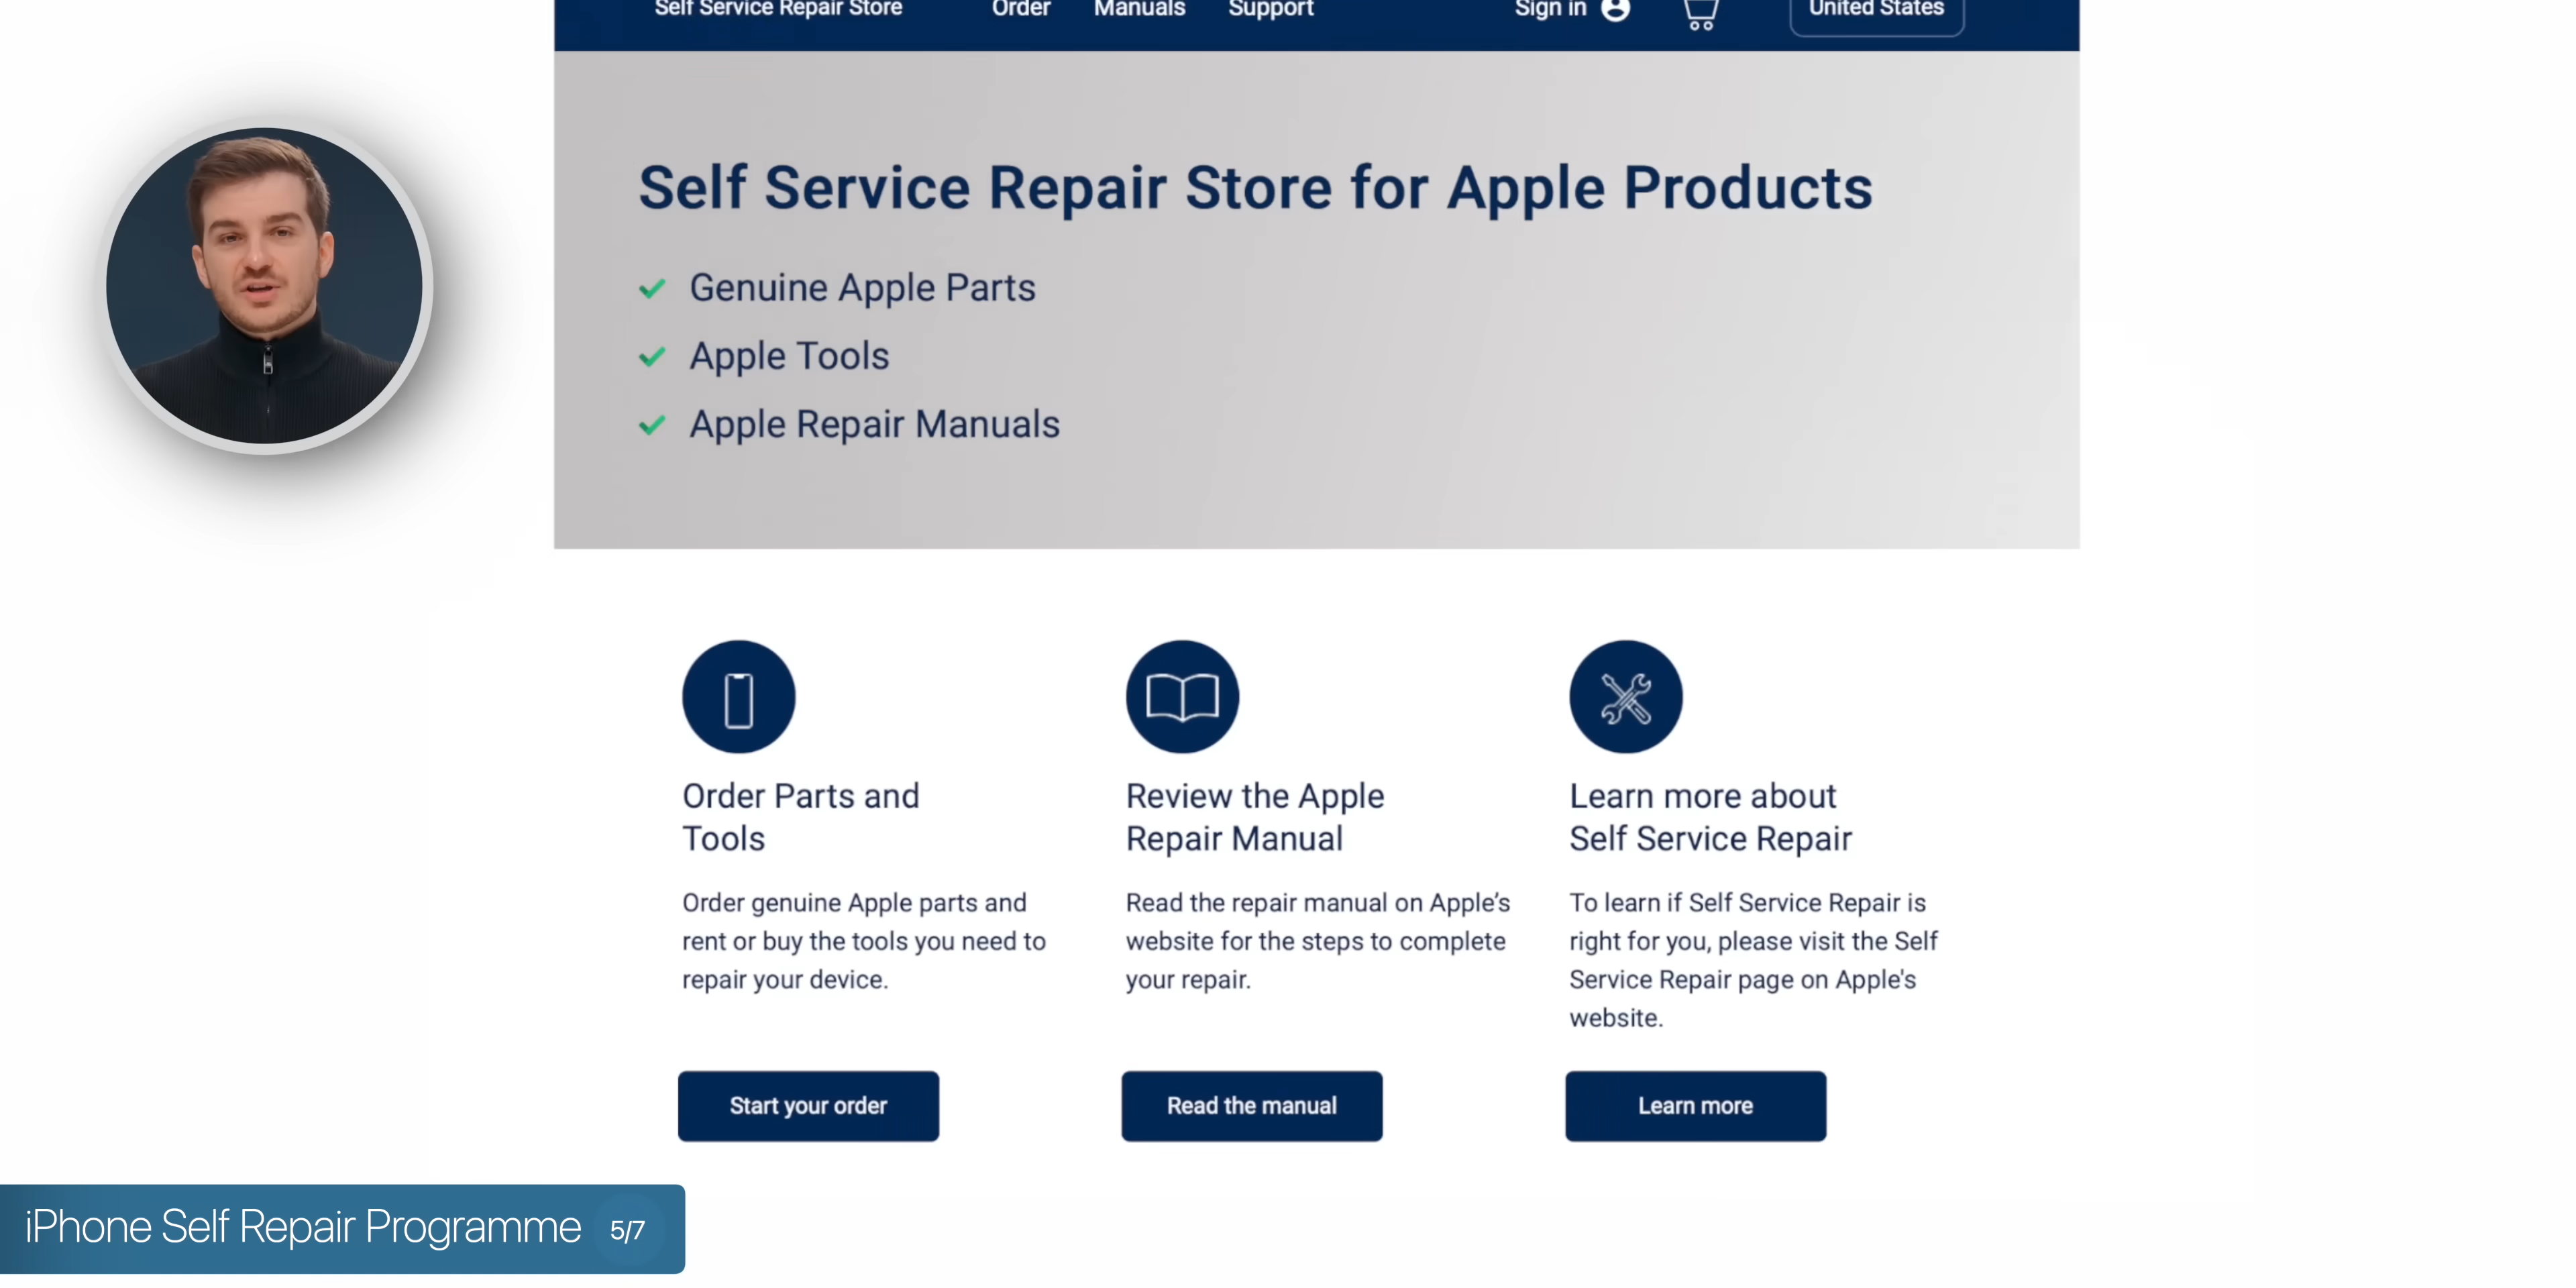 Self Service Repair Store Order Manuals Support Sign in United States
Self Service Repair Store for Apple Products
Genuine Apple Parts
Apple Tools
Apple Repair Manuals
Order Parts and
Tools
Order genuine Apple parts and
rent or buy the tools you need to
repair your device.
Start your order
Review the Apple
Repair Manual
Read the repair manual on Apple’s
website for the steps to complete
your repair.
Read the manual
Learn more about
Self Service Repair
To learn if Self Service Repair is
right for you, please visit the Self
Service Repair page on Apple's
website.
Learn more
iPhone Self Repair Programme 5/7